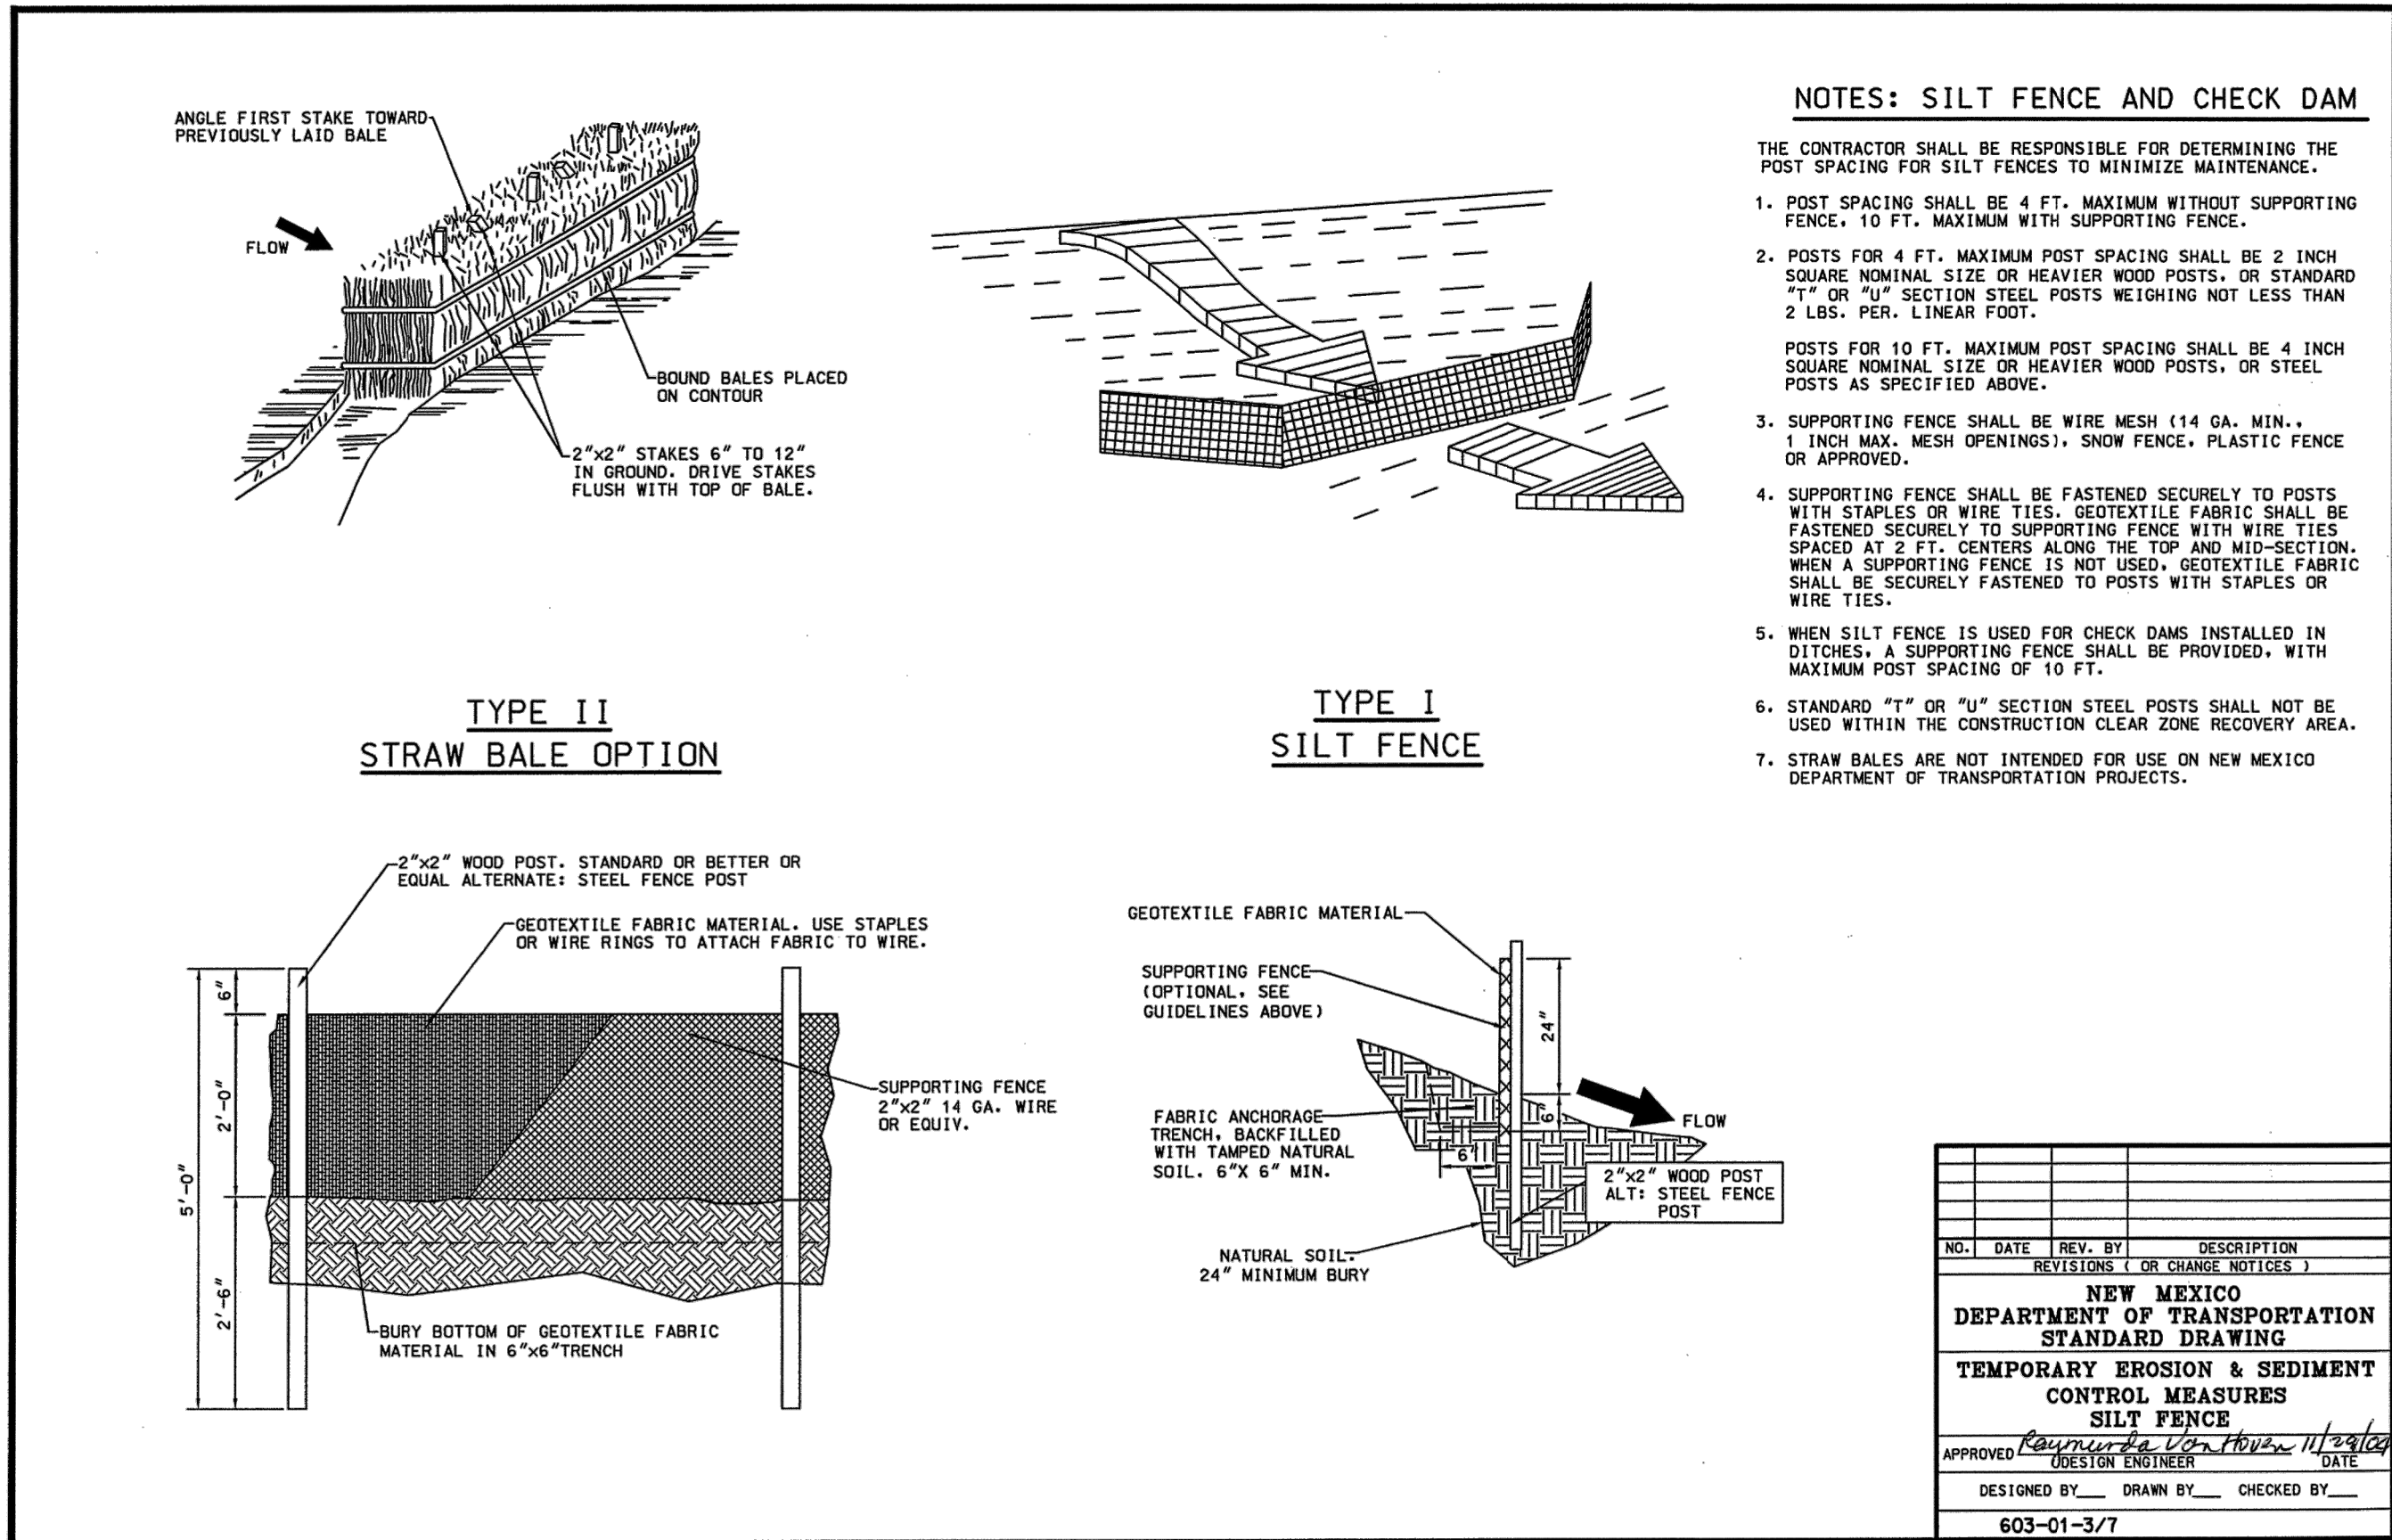 ANGLE FIRST STAKE TOWARD
PREVIOUSLY LAID BALE
FLOW
BOUND BALES PLACED
ON CONTOUR
2"x2" STAKES 6" TO 12"
IN GROUND. DRIVE STAKES
FLUSH WITH TOP OF BALE.
TYPE II
STRAW BALE OPTION
TYPE I
SILT FENCE
NOTES: SILT FENCE AND CHECK DAM
THE CONTRACTOR SHALL BE RESPONSIBLE FOR DETERMINING THE
POST SPACING FOR SILT FENCES TO MINIMIZE MAINTENANCE.
1. POST SPACING SHALL BE 4 FT. MAXIMUM WITHOUT SUPPORTING
FENCE, 10 FT. MAXIMUM WITH SUPPORTING FENCE.
2. POSTS FOR 4 FT. MAXIMUM POST SPACING SHALL BE 2 INCH
SQUARE NOMINAL SIZE OR HEAVIER WOOD POSTS, OR STANDARD
"T" OR "U" SECTION STEEL POSTS WEIGHING NOT LESS THAN
2 LBS. PER. LINEAR FOOT.
POSTS FOR 10 FT. MAXIMUM POST SPACING SHALL BE 4 INCH
SQUARE NOMINAL SIZE OR HEAVIER WOOD POSTS, OR STEEL
POSTS AS SPECIFIED ABOVE.
3. SUPPORTING FENCE SHALL BE WIRE MESH (14 GA. MIN.,
1 INCH MAX. MESH OPENINGS), SNOW FENCE, PLASTIC FENCE
OR APPROVED.
4. SUPPORTING FENCE SHALL BE FASTENED SECURELY TO POSTS
WITH STAPLES OR WIRE TIES. GEOTEXTILE FABRIC SHALL BE
FASTENED SECURELY TO SUPPORTING FENCE WITH WIRE TIES
SPACED AT 2 FT. CENTERS ALONG THE TOP AND MID-SECTION.
WHEN A SUPPORTING FENCE IS NOT USED, GEOTEXTILE FABRIC
SHALL BE SECURELY FASTENED TO POSTS WITH STAPLES OR
WIRE TIES.
5. WHEN SILT FENCE IS USED FOR CHECK DAMS INSTALLED IN
DITCHES, A SUPPORTING FENCE SHALL BE PROVIDED, WITH
MAXIMUM POST SPACING OF 10 FT.
6. STANDARD "T" OR "U" SECTION STEEL POSTS SHALL NOT BE
USED WITHIN THE CONSTRUCTION CLEAR ZONE RECOVERY AREA.
7. STRAW BALES ARE NOT INTENDED FOR USE ON NEW MEXICO
DEPARTMENT OF TRANSPORTATION PROJECTS.
2"x2" WOOD POST. STANDARD OR BETTER OR
EQUAL ALTERNATE: STEEL FENCE POST
GEOTEXTILE FABRIC MATERIAL. USE STAPLES
OR WIRE RINGS TO ATTACH FABRIC TO WIRE.
6"
2'-0"
5'-0"
2'-6"
SUPPORTING FENCE
2"x2" 14 GA. WIRE
OR EQUIV.
BURY BOTTOM OF GEOTEXTILE FABRIC
MATERIAL IN 6"x6"TRENCH
GEOTEXTILE FABRIC MATERIAL
SUPPORTING FENCE
(OPTIONAL, SEE
GUIDELINES ABOVE)
24"
FABRIC ANCHORAGE
TRENCH, BACKFILLED
WITH TAMPED NATURAL
SOIL. 6"X 6" MIN.
6"
6"
FLOW
2"x2" WOOD POST
ALT: STEEL FENCE
POST
NATURAL SOIL.
24" MINIMUM BURY
NO. DATE REV. BY DESCRIPTION
REVISIONS ( OR CHANGE NOTICES )
NEW MEXICO
DEPARTMENT OF TRANSPORTATION
STANDARD DRAWING
TEMPORARY EROSION & SEDIMENT
CONTROL MEASURES
SILT FENCE
APPROVED Raymunda Van Hoven 11/29/04
DESIGN ENGINEER DATE
DESIGNED BY___ DRAWN BY___ CHECKED BY___
603-01-3/7